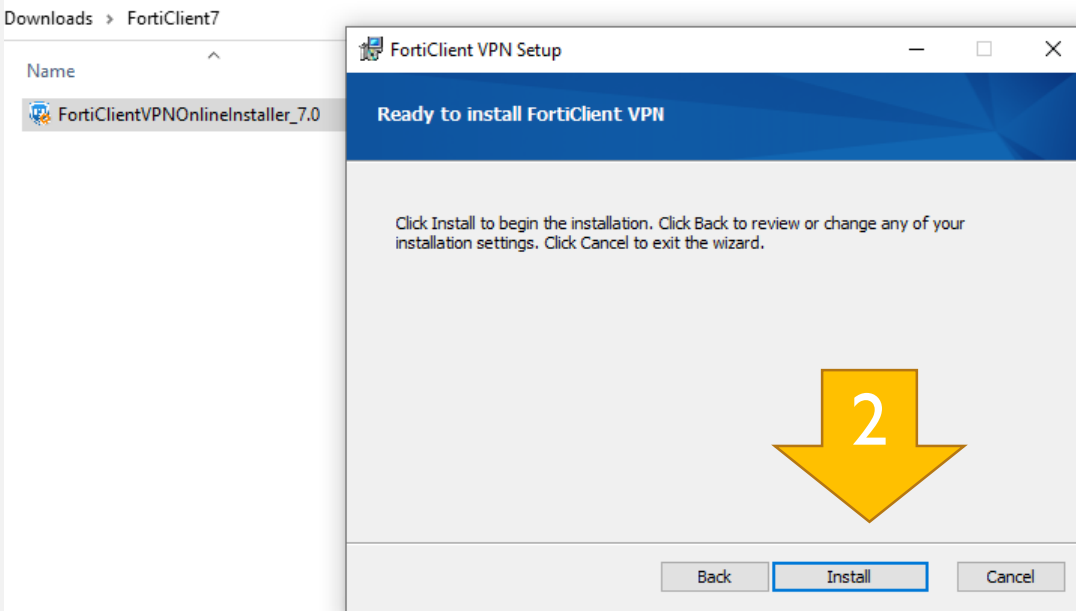 Downloads > FortiClient7
Name
FortiClientVPNOnlineInstaller_7.0
FortiClient VPN Setup
Ready to install FortiClient VPN
Click Install to begin the installation. Click Back to review or change any of your
installation settings. Click Cancel to exit the wizard.
2
Back
Install
Cancel